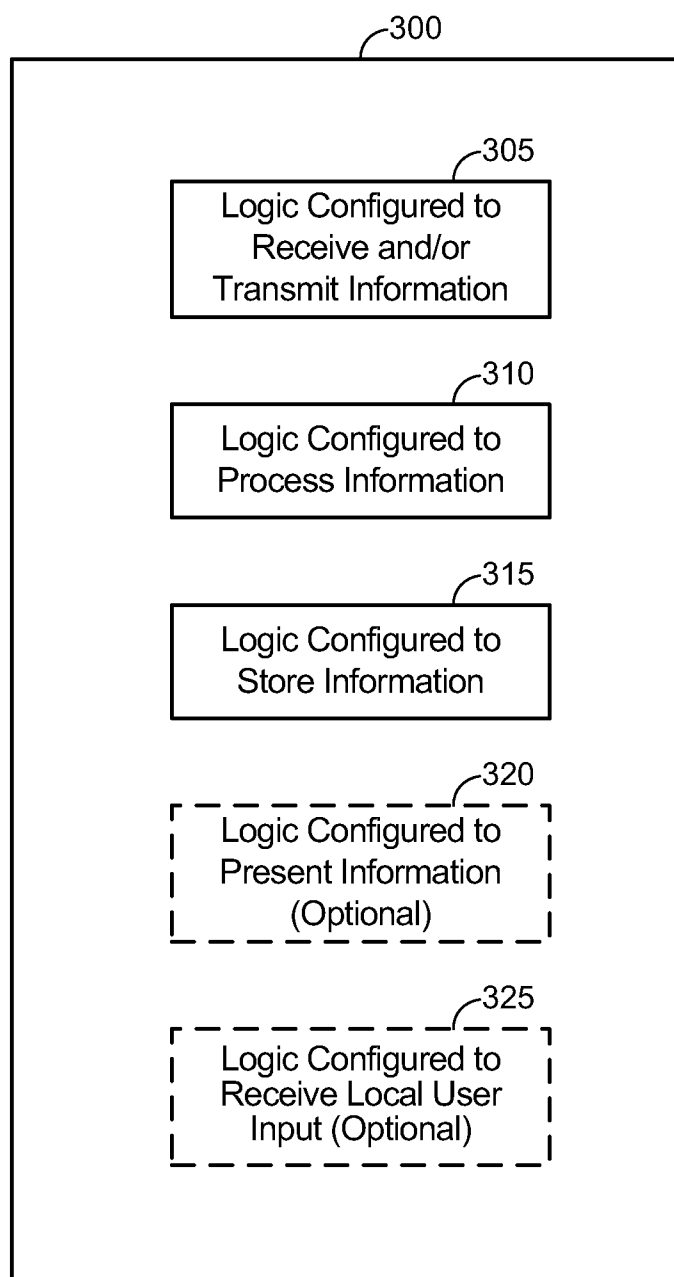 300
305
Logic Configured to
Receive and/or
Transmit Information
310
Logic Configured to
Process Information
315
Logic Configured to
Store Information
320
Logic Configured to
Present Information
(Optional)
325
Logic Configured to
Receive Local User
Input (Optional)